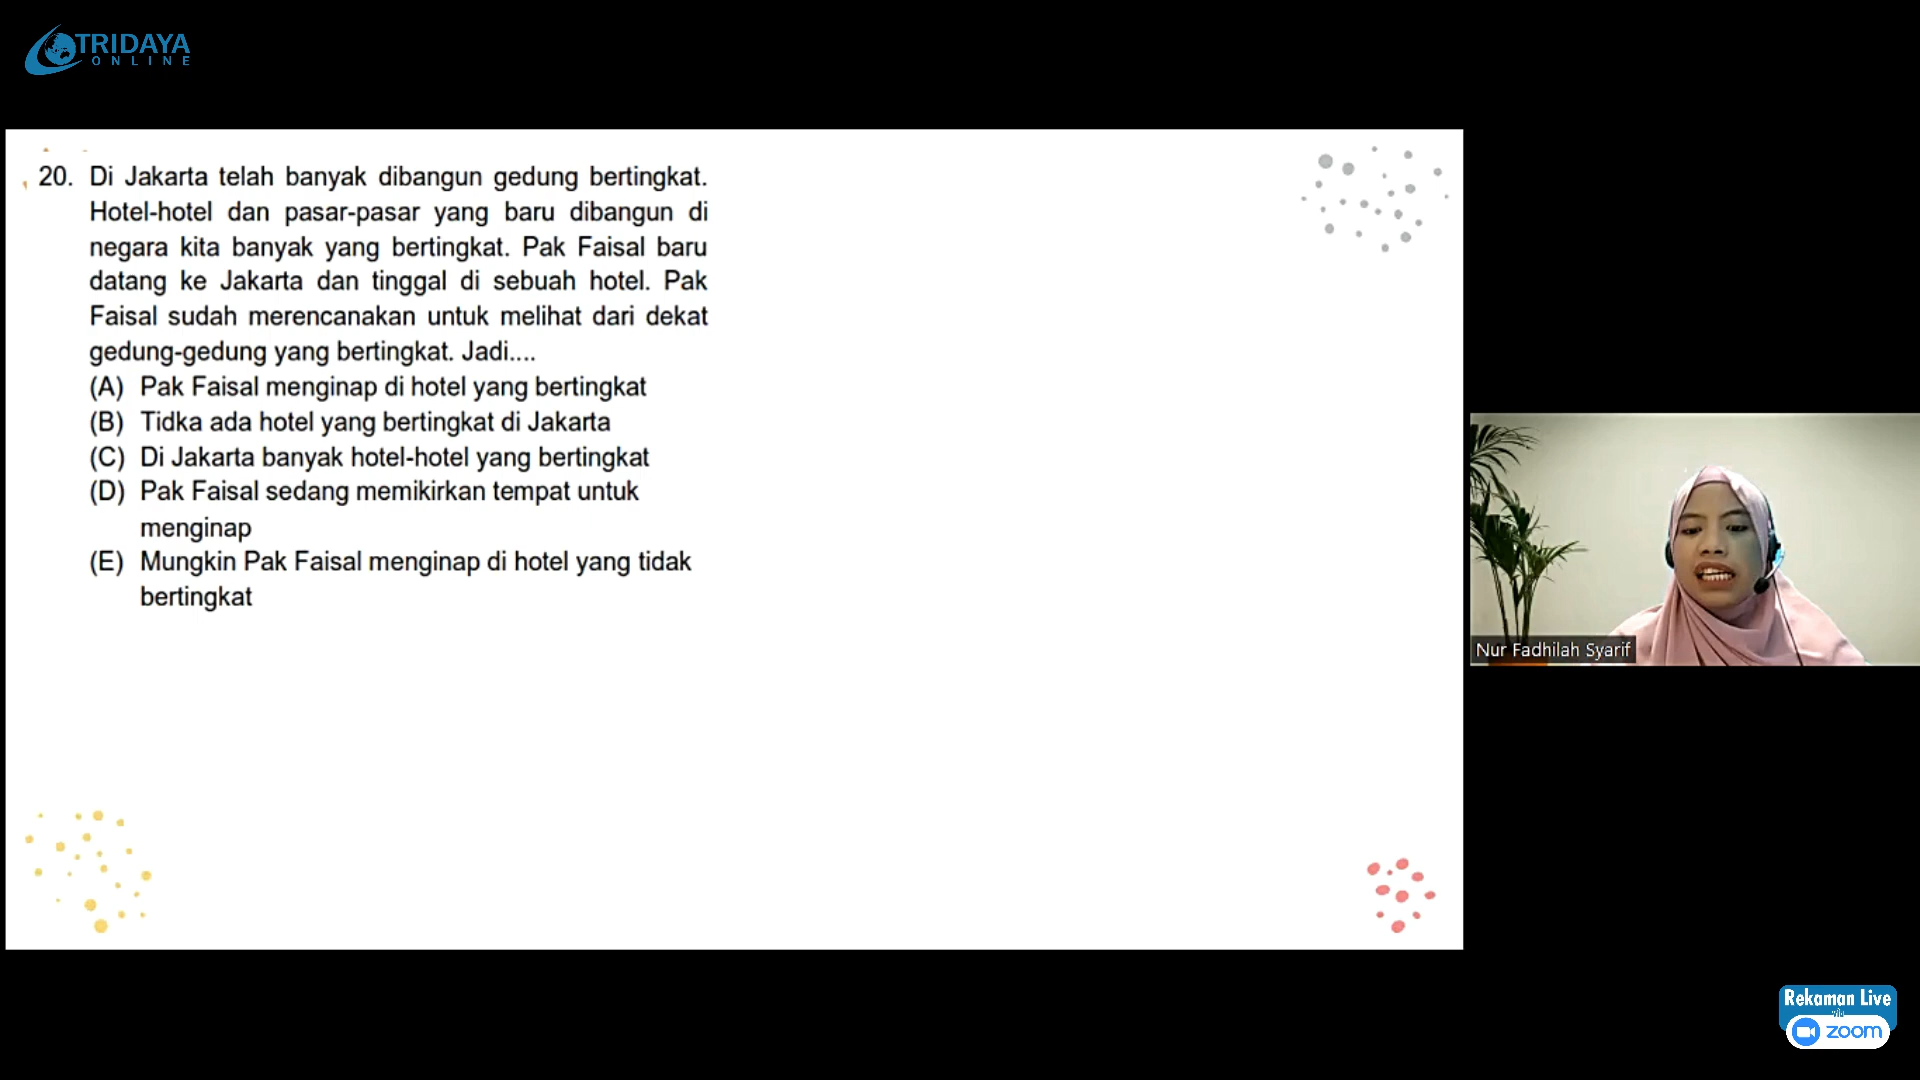 TRIDAYA
ONLINE
20. Di Jakarta telah banyak dibangun gedung bertingkat.
Hotel-hotel dan pasar-pasar yang baru dibangun di
negara kita banyak yang bertingkat. Pak Faisal baru
datang ke Jakarta dan tinggal di sebuah hotel. Pak
Faisal sudah merencanakan untuk melihat dari dekat
gedung-gedung yang bertingkat. Jadi....
(A) Pak Faisal menginap di hotel yang bertingkat
(B) Tidka ada hotel yang bertingkat di Jakarta
(C) Di Jakarta banyak hotel-hotel yang bertingkat
(D) Pak Faisal sedang memikirkan tempat untuk
menginap
(E) Mungkin Pak Faisal menginap di hotel yang tidak
bertingkat
Nur Fadhilah Syarif
Rekaman Live
via
zoom